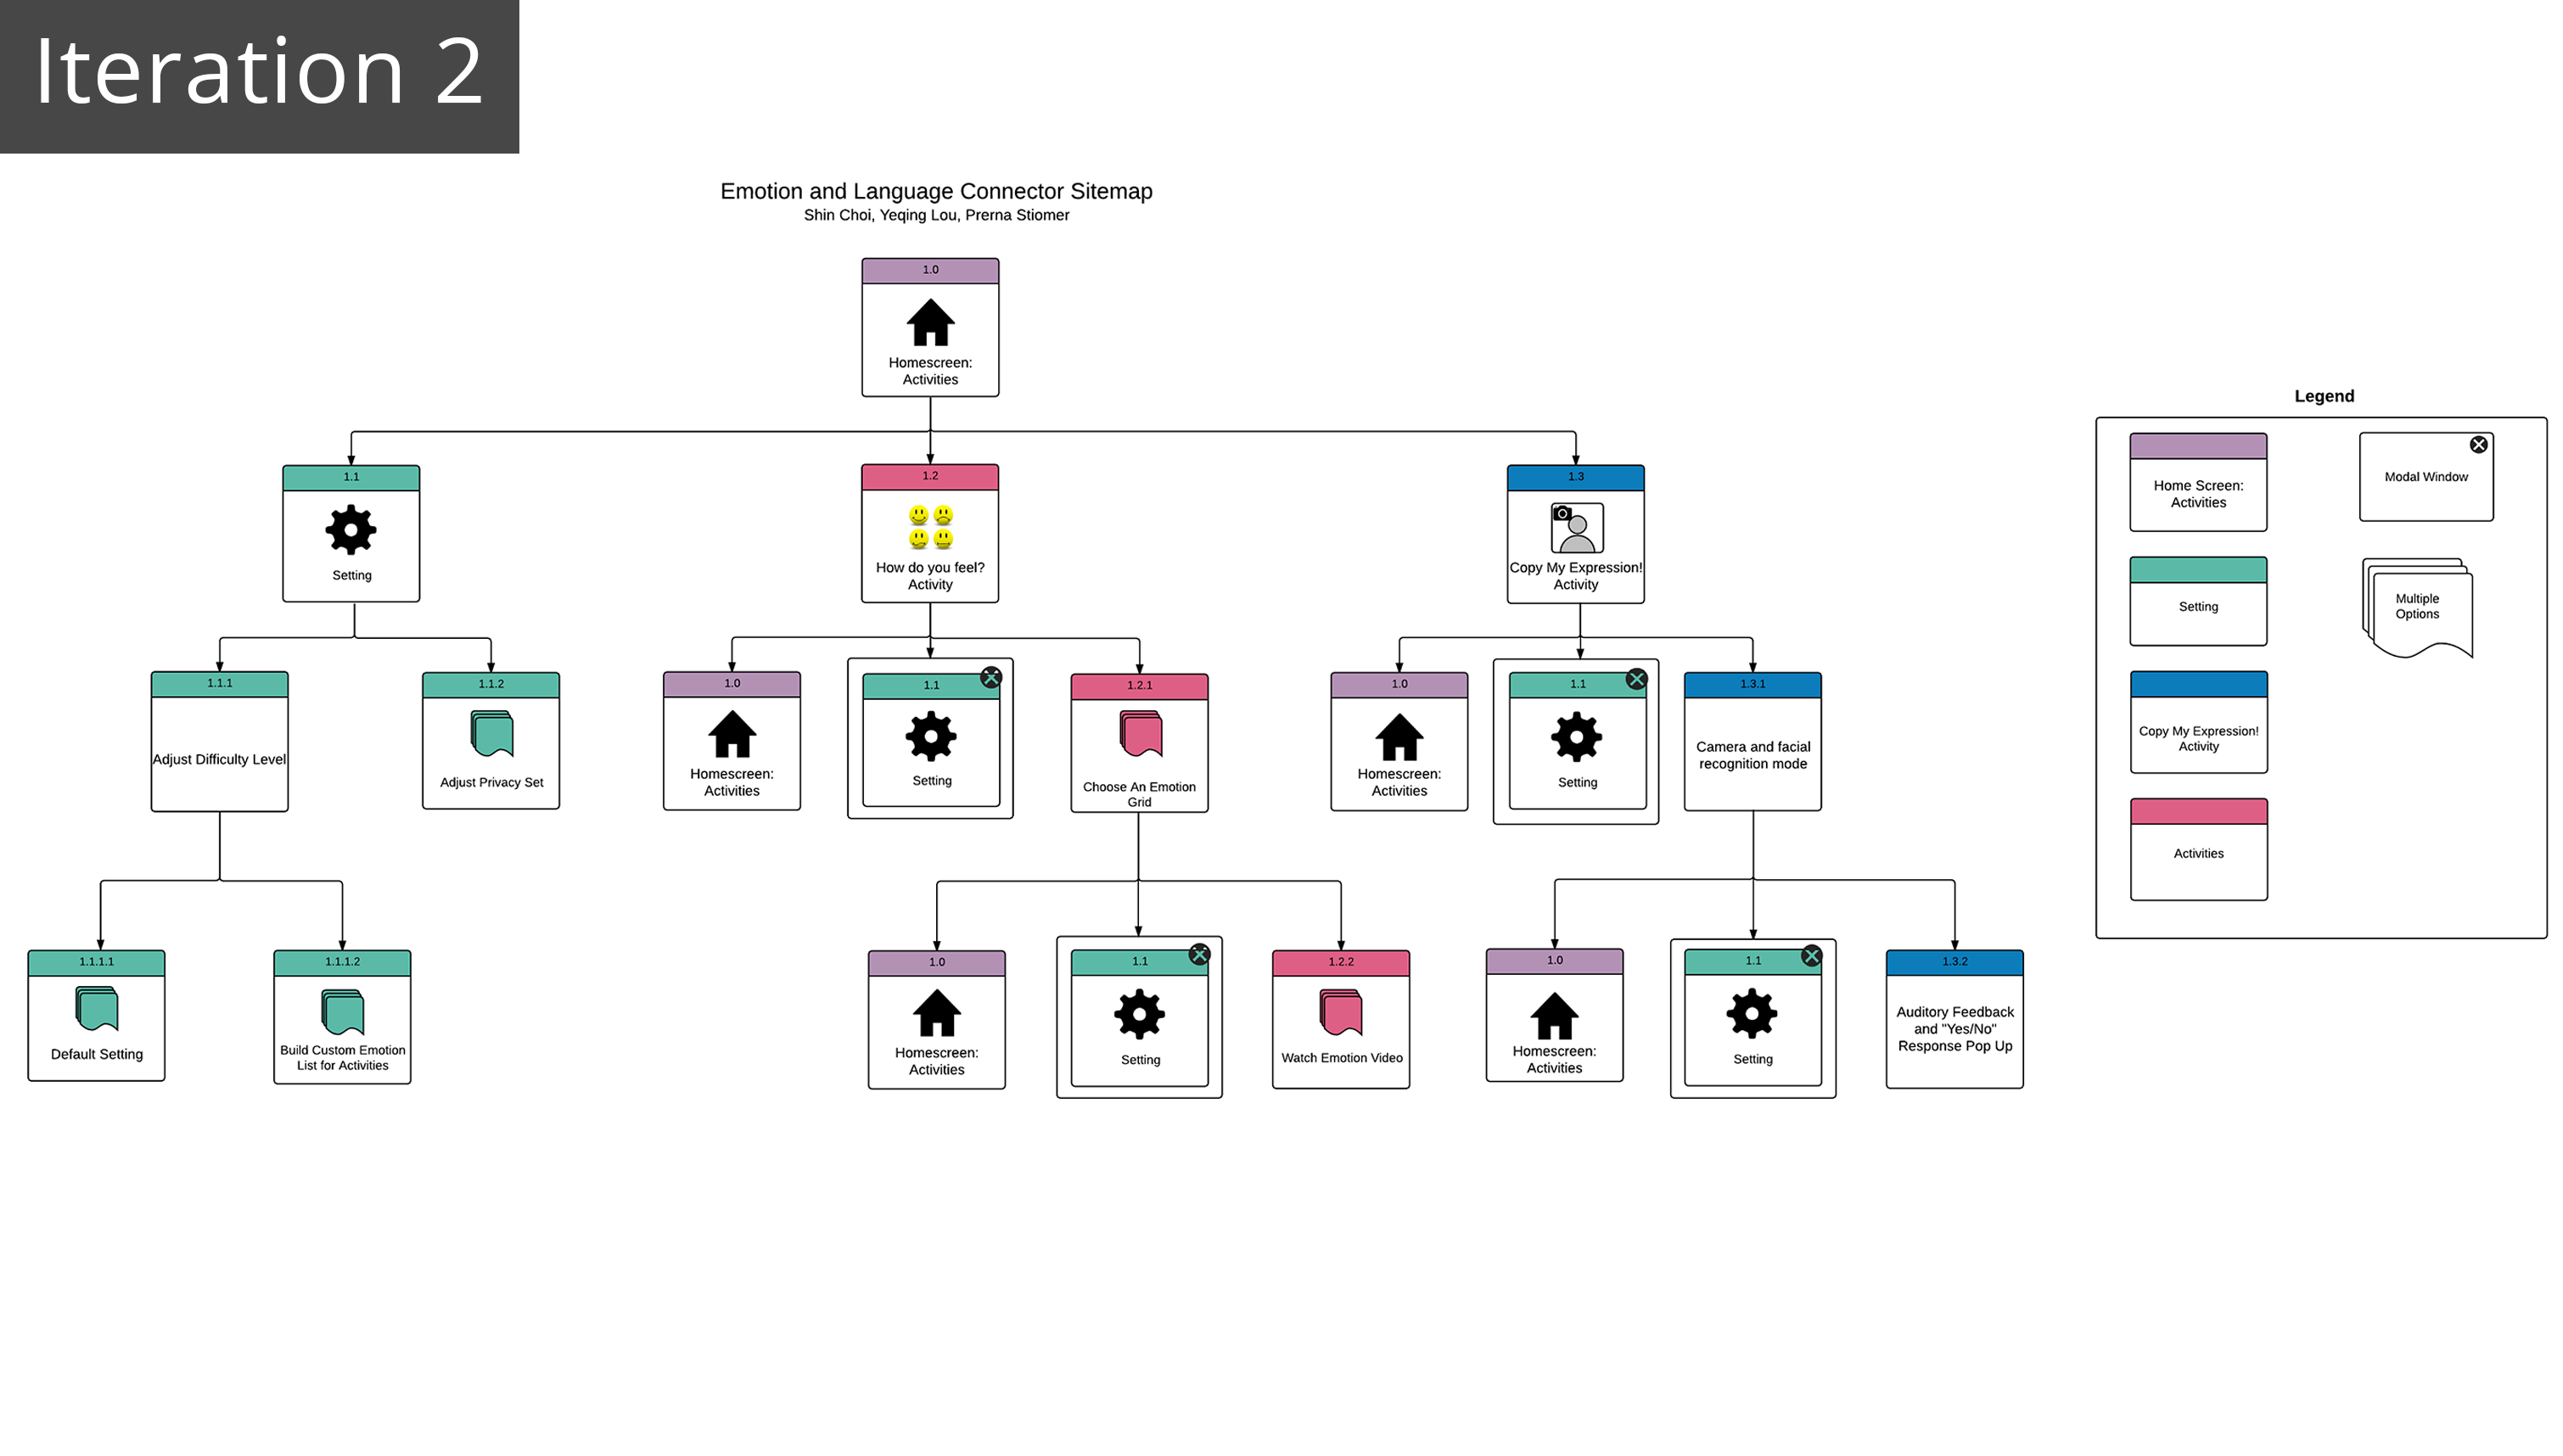 Iteration 2
Emotion and Language Connector Sitemap
Shin Choi, Yeqing Lou, Prerna Stiomer
1.0
Homescreen:
Activities
1.1
Setting
1.2
How do you feel?
Activity
1.3
Copy My Expression!
Activity
1.1.1
Adjust Difficulty Level
1.1.2
Adjust Privacy Set
1.0
Homescreen:
Activities
1.1
Setting
1.2.1
Choose An Emotion
Grid
1.0
Homescreen:
Activities
1.1
Setting
1.3.1
Camera and facial
recognition mode
1.1.1.1
Default Setting
1.1.1.2
Build Custom Emotion
List for Activities
1.0
Homescreen:
Activities
1.1
Setting
1.2.2
Watch Emotion Video
1.0
Homescreen:
Activities
1.1
Setting
1.3.2
Auditory Feedback
and "Yes/No"
Response Pop Up
Legend
Home Screen:
Activities
Modal Window
Setting
Multiple
Options
Copy My Expression!
Activity
Activities